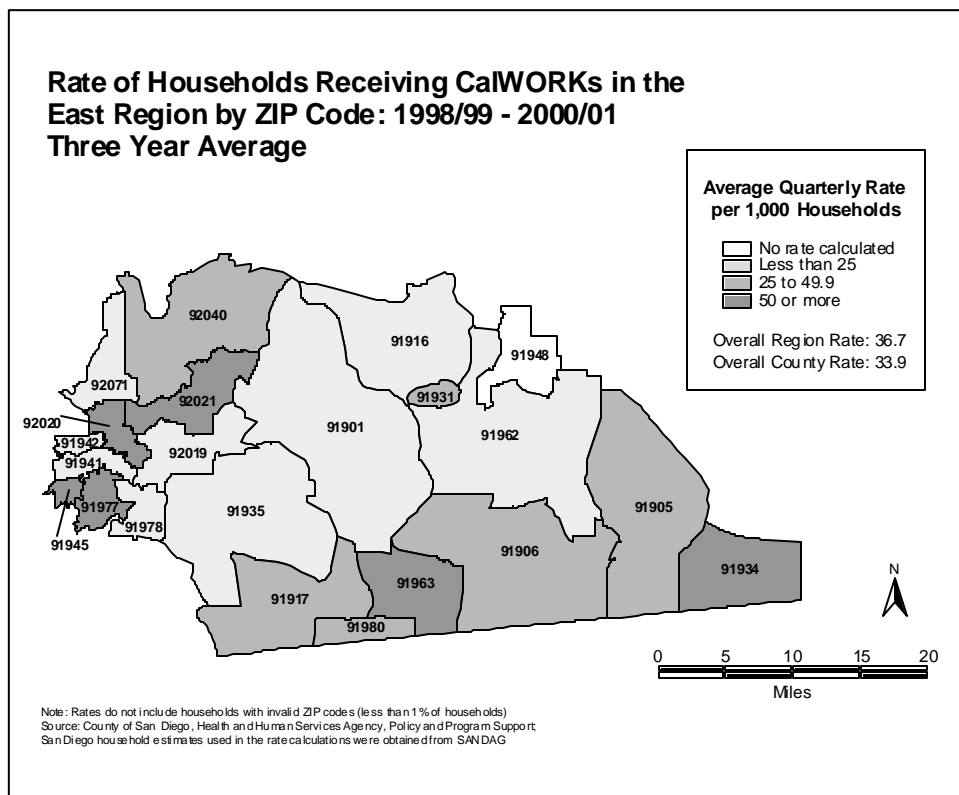 Rate of Households Receiving CalWORKs in the
East Region by ZIP Code: 1998/99 - 2000/01
Three Year Average
Average Quarterly Rate
per 1,000 Households
No rate calculated
Less than 25
25 to 49.9
50 or more
Overall Region Rate: 36.7
Overall County Rate: 33.9
92040
91916
91948
92071
91931
92021
92020
91901
91962
91942
92019
91941
91977
91935
91905
91978
91945
91906
91963
91934
91917
91980
N
0 5 10 15 20
Miles
Note: Rates do not include households with invalid ZIP codes (less than 1% of households)
Source: County of San Diego, Health and Human Services Agency, Policy and Program Support;
San Diego household estimates used in the rate calculations were obtained from SANDAG